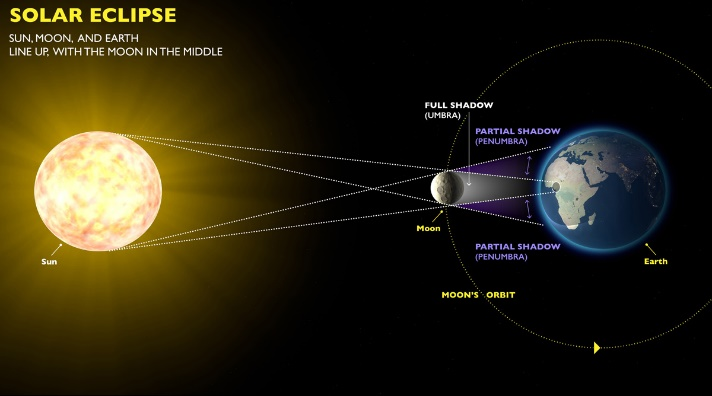 SOLAR ECLIPSE
SUN, MOON, AND EARTH
LINE UP, WITH THE MOON IN THE MIDDLE
FULL SHADOW
(UMBRA)
PARTIAL SHADOW
(PENUMBRA)
Moon
Sun
PARTIAL SHADOW
(PENUMBRA)
Earth
MOON'S ORBIT